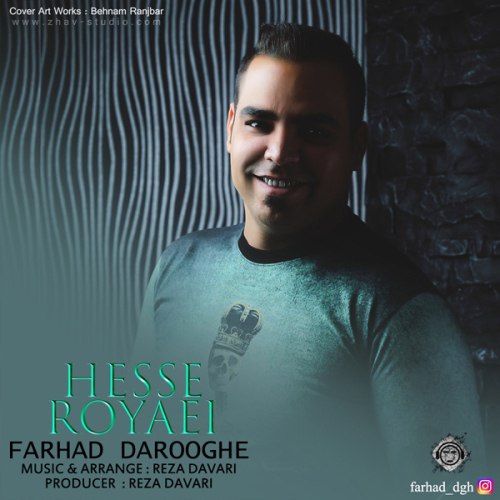 Cover Art Works : Behnam Ranjbar
www.zhav-studio.com
HESSE
ROYAEI
FARHAD DAROOGHE
MUSIC & ARRANGE : REZA DAVARI
PRODUCER : REZA DAVARI
farhad_dgh